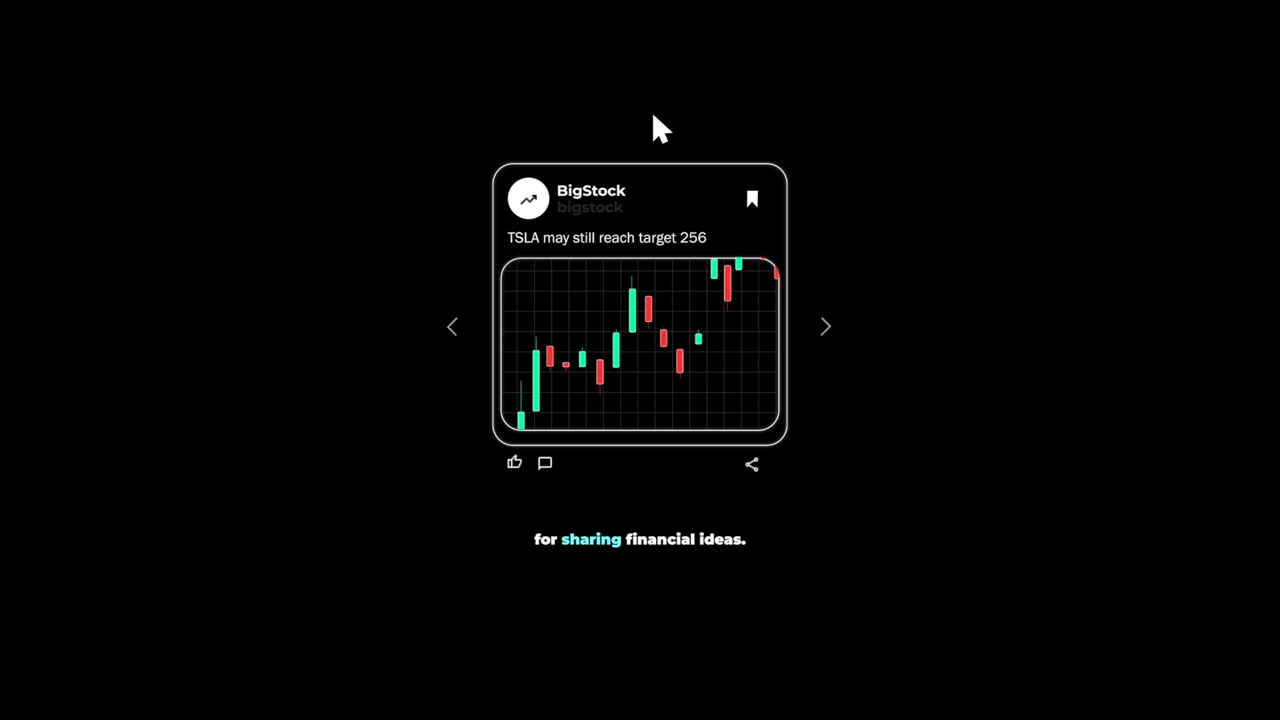 BigStock
bigstock
TSLA may still reach target 256
for sharing financial ideas.